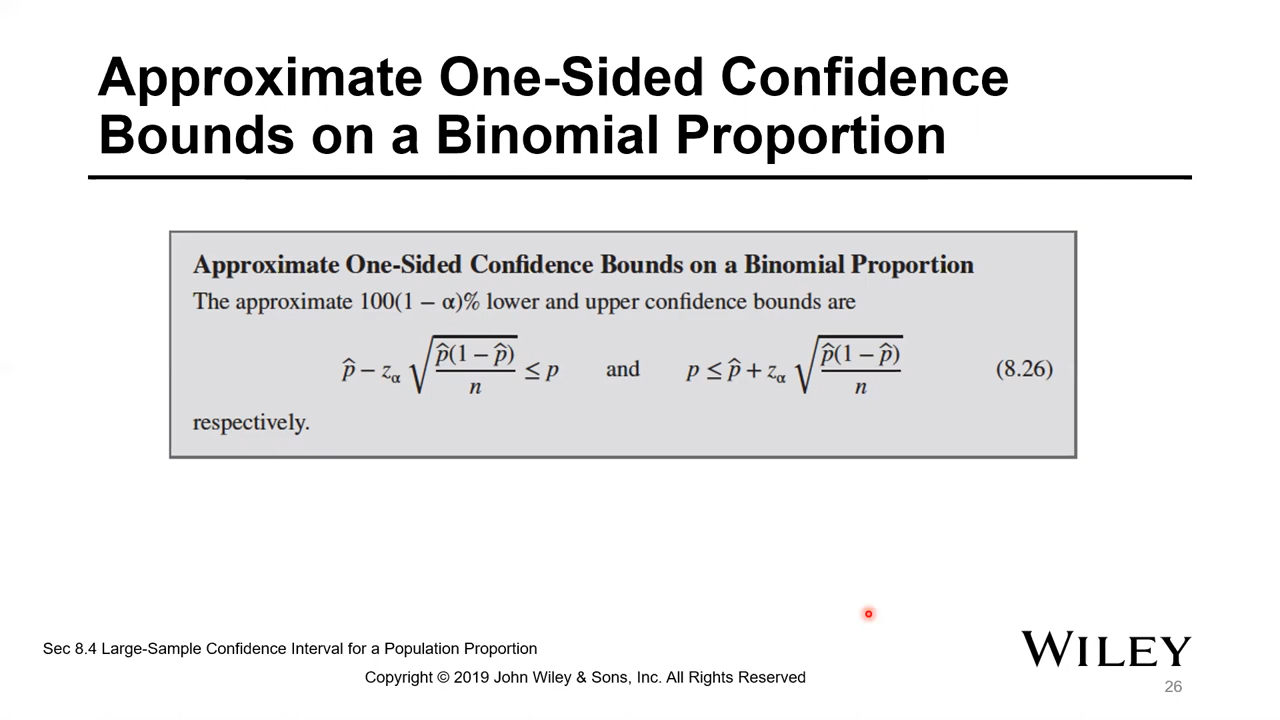 Approximate One-Sided Confidence
Bounds on a Binomial Proportion
Approximate One-Sided Confidence Bounds on a Binomial Proportion
The approximate 100(1 − α)% lower and upper confidence bounds are
p̂ − z_α √(p̂(1 − p̂)/n) ≤ p and p ≤ p̂ + z_α √(p̂(1 − p̂)/n) (8.26)
respectively.
Sec 8.4 Large-Sample Confidence Interval for a Population Proportion
Copyright © 2019 John Wiley & Sons, Inc. All Rights Reserved
WILEY
26